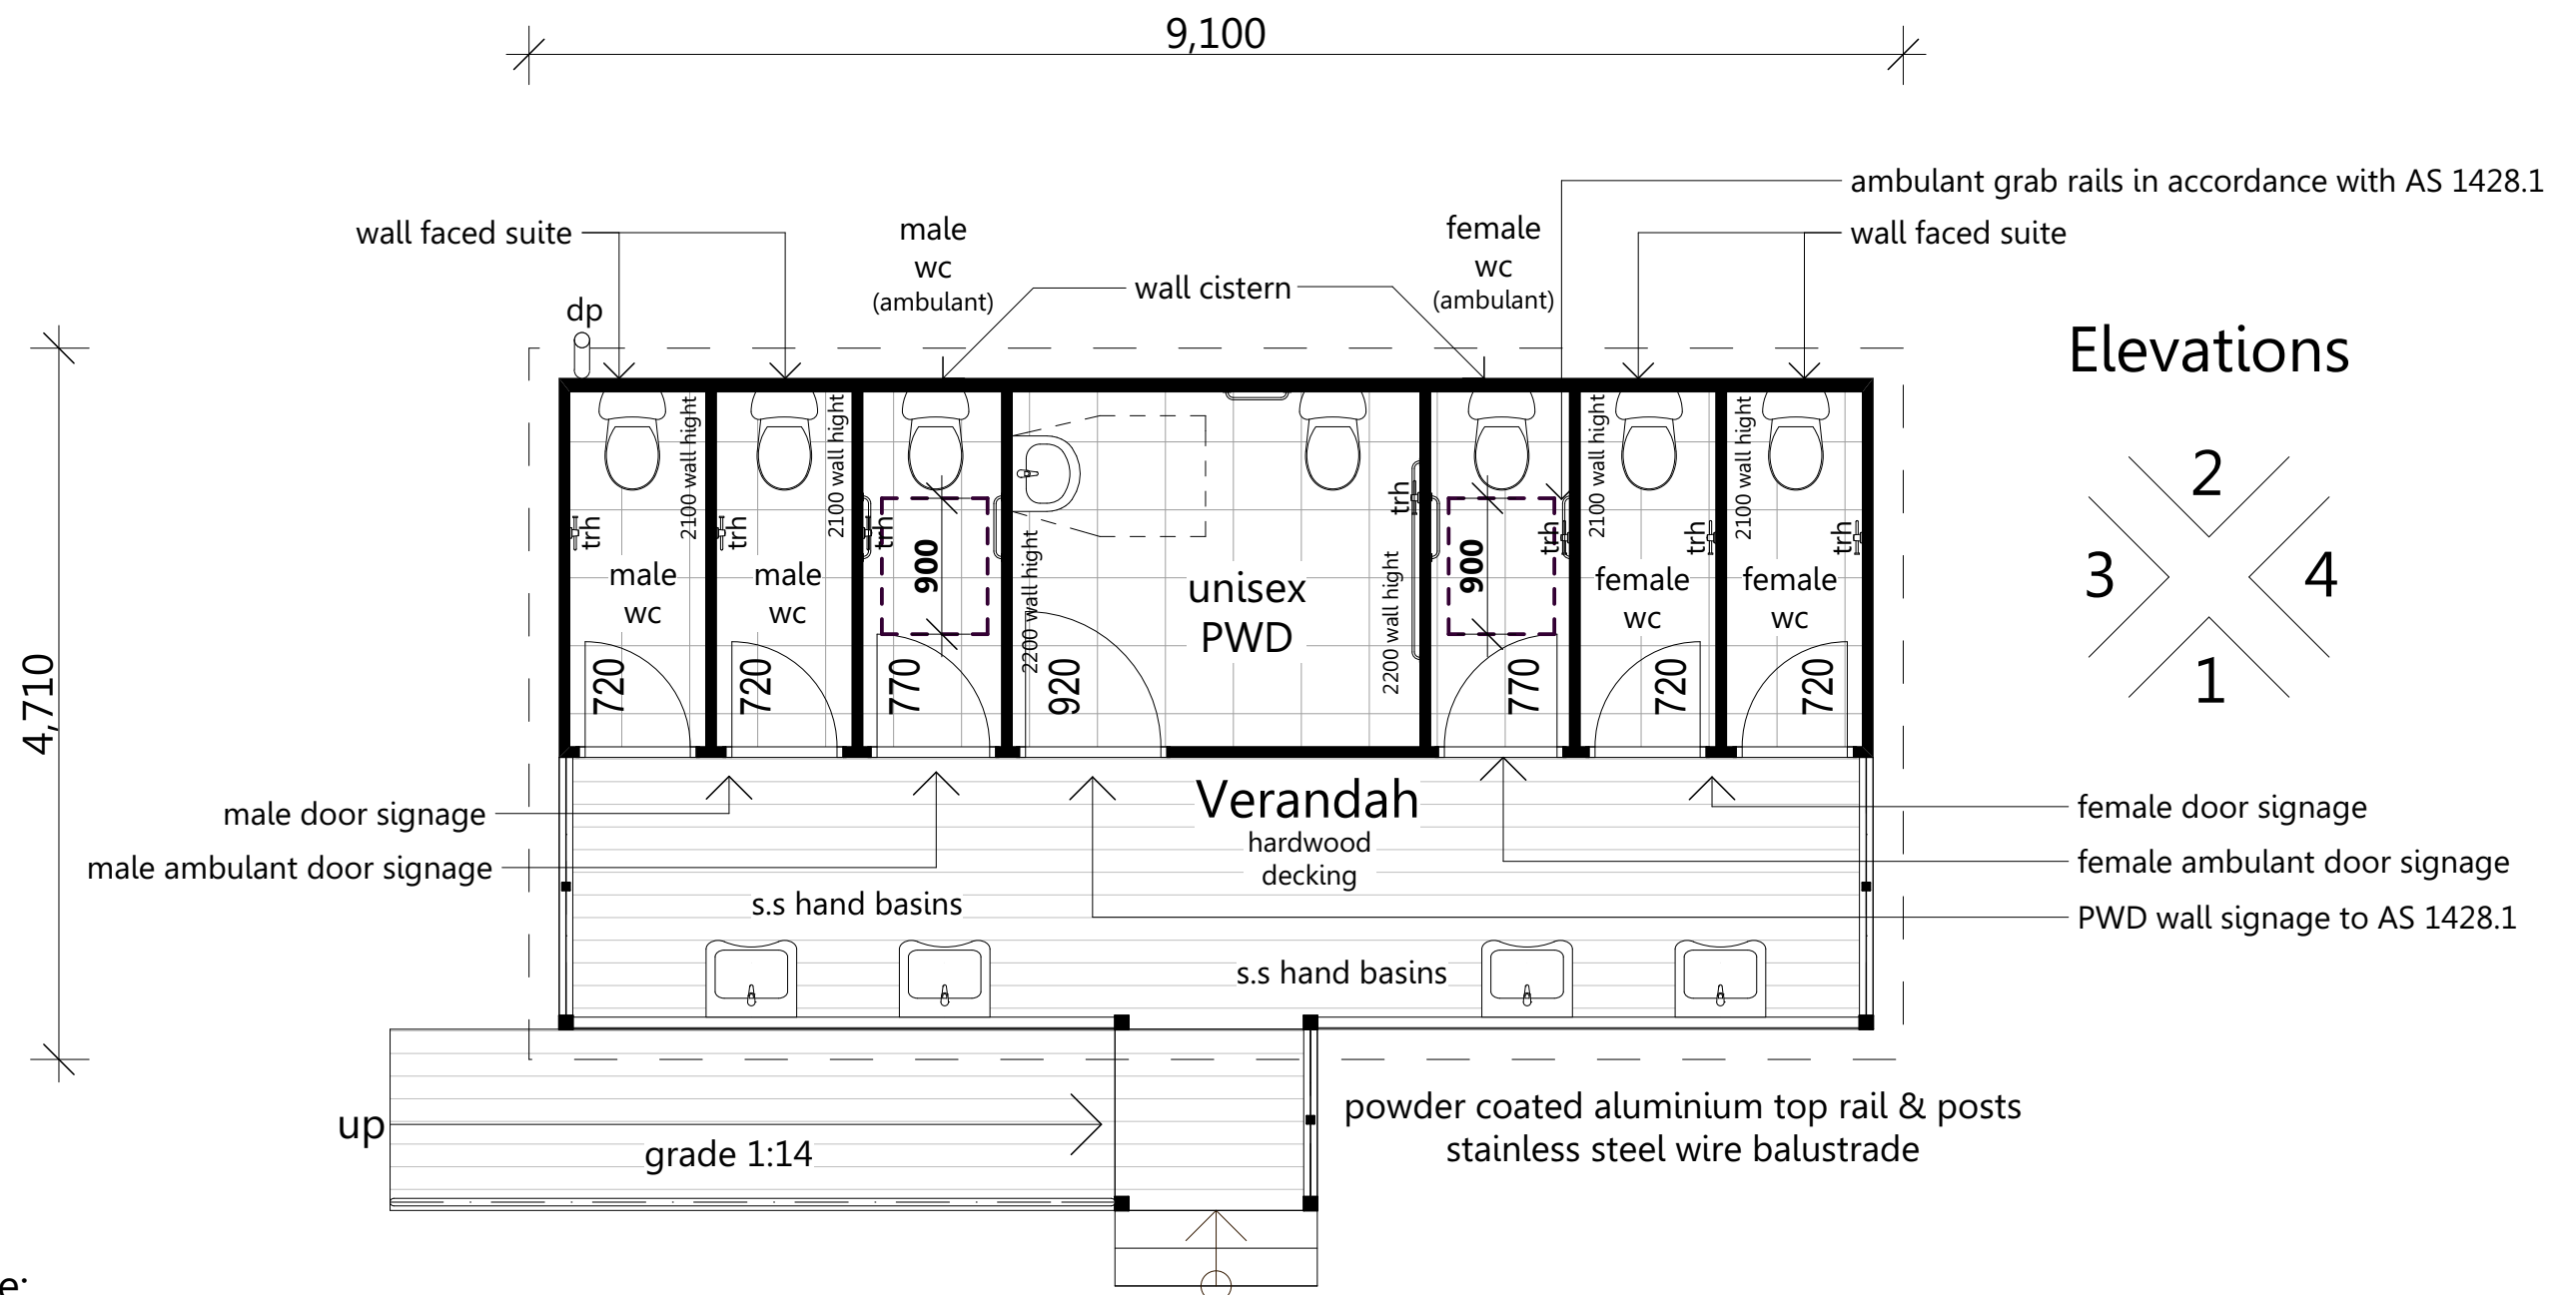 9,100
ambulant grab rails in accordance with AS 1428.1
wall faced suite
male
wc
(ambulant)
female
wc
(ambulant)
wall faced suite
wall cistern
dp
Elevations
2100 wall hight
2100 wall hight
2100 wall hight
2100 wall hight
trh
trh
trh
trh
trh
trh
trh
900
900
2
3
4
1
male
wc
male
wc
2200 wall hight
unisex
PWD
2200 wall hight
female
wc
female
wc
720
720
770
920
770
720
720
4,710
Verandah
hardwood
decking
male door signage
female door signage
male ambulant door signage
female ambulant door signage
s.s hand basins
PWD wall signage to AS 1428.1
s.s hand basins
up
grade 1:14
powder coated aluminium top rail & posts
stainless steel wire balustrade
e: